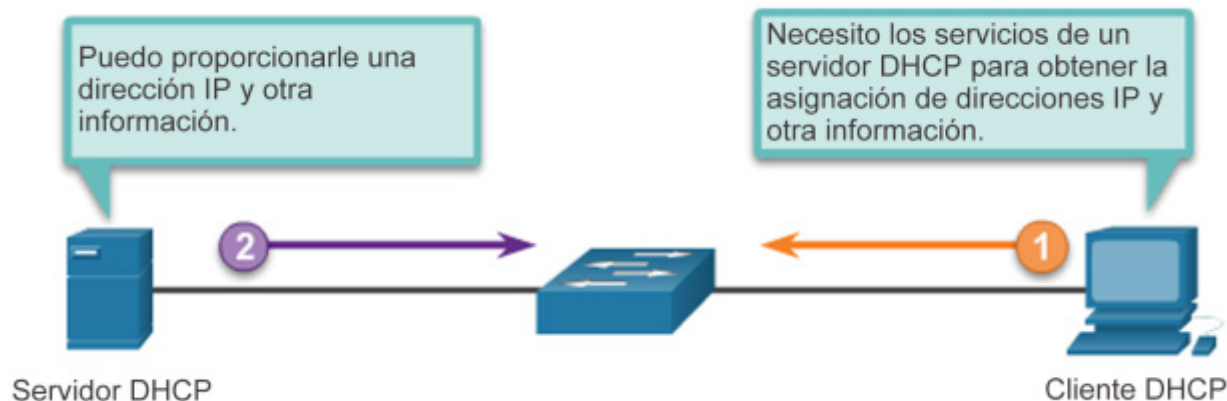 Puedo proporcionarle una
dirección IP y otra
información.
Necesito los servicios de un
servidor DHCP para obtener la
asignación de direcciones IP y
otra información.
2
1
Servidor DHCP
Cliente DHCP